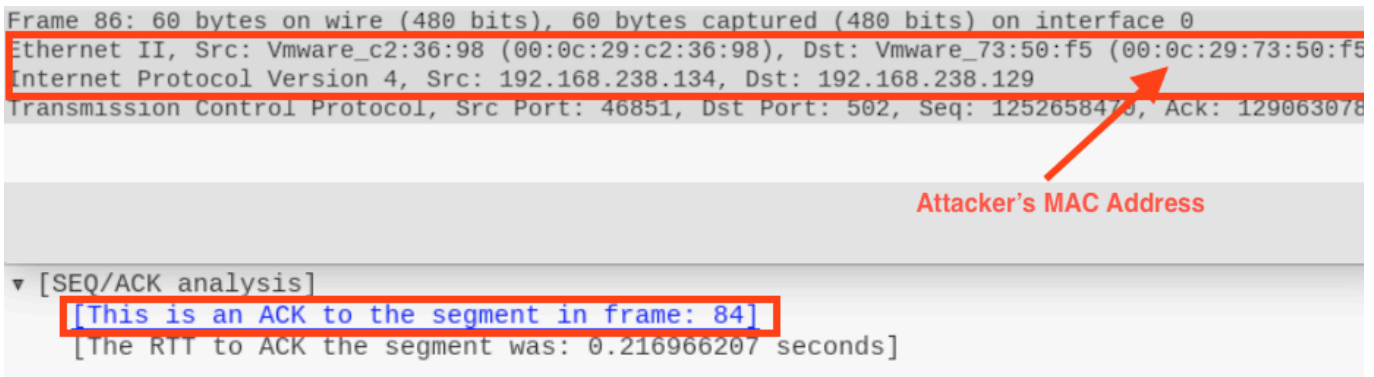 Frame 86: 60 bytes on wire (480 bits), 60 bytes captured (480 bits) on interface 0
Ethernet II, Src: Vmware_c2:36:98 (00:0c:29:c2:36:98), Dst: Vmware_73:50:f5 (00:0c:29:73:50:f5
Internet Protocol Version 4, Src: 192.168.238.134, Dst: 192.168.238.129
Transmission Control Protocol, Src Port: 46851, Dst Port: 502, Seq: 1252658470, Ack: 129063078
Attacker's MAC Address
▾ [SEQ/ACK analysis]
[This is an ACK to the segment in frame: 84]
[The RTT to ACK the segment was: 0.216966207 seconds]